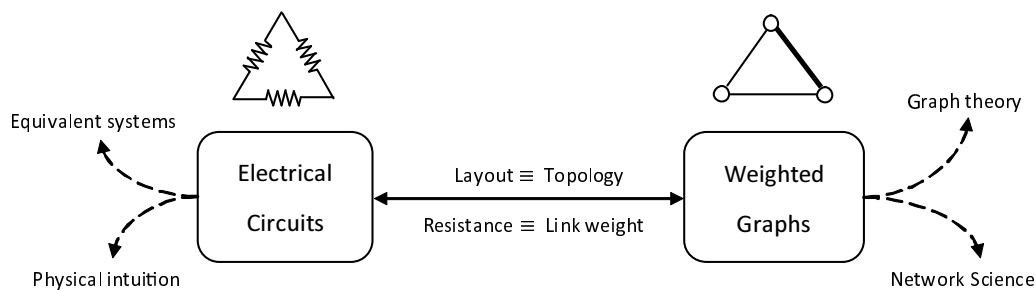 Equivalent systems
Physical intuition
Electrical
Circuits
Layout ≡ Topology
Resistance ≡ Link weight
Weighted
Graphs
Graph theory
Network Science